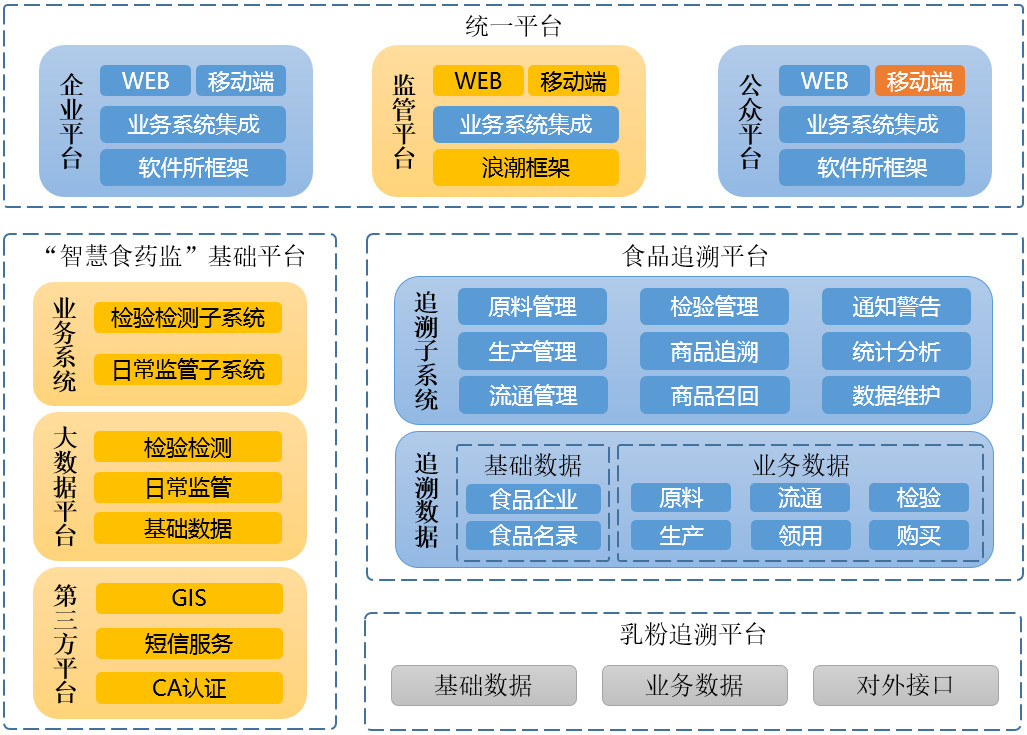 统一平台
企业平台
WEB
移动端
业务系统集成
软件所框架
监管平台
WEB
移动端
业务系统集成
浪潮框架
公众平台
WEB
移动端
业务系统集成
软件所框架
“智慧食药监”基础平台
业务系统
检验检测子系统
日常监管子系统
大数据平台
检验检测
日常监管
基础数据
第三方平台
GIS
短信服务
CA认证
食品追溯平台
追溯子系统
原料管理
检验管理
通知警告
生产管理
商品追溯
统计分析
流通管理
商品召回
数据维护
追溯数据
基础数据
食品企业
食品名录
业务数据
原料
流通
检验
生产
领用
购买
乳粉追溯平台
基础数据
业务数据
对外接口